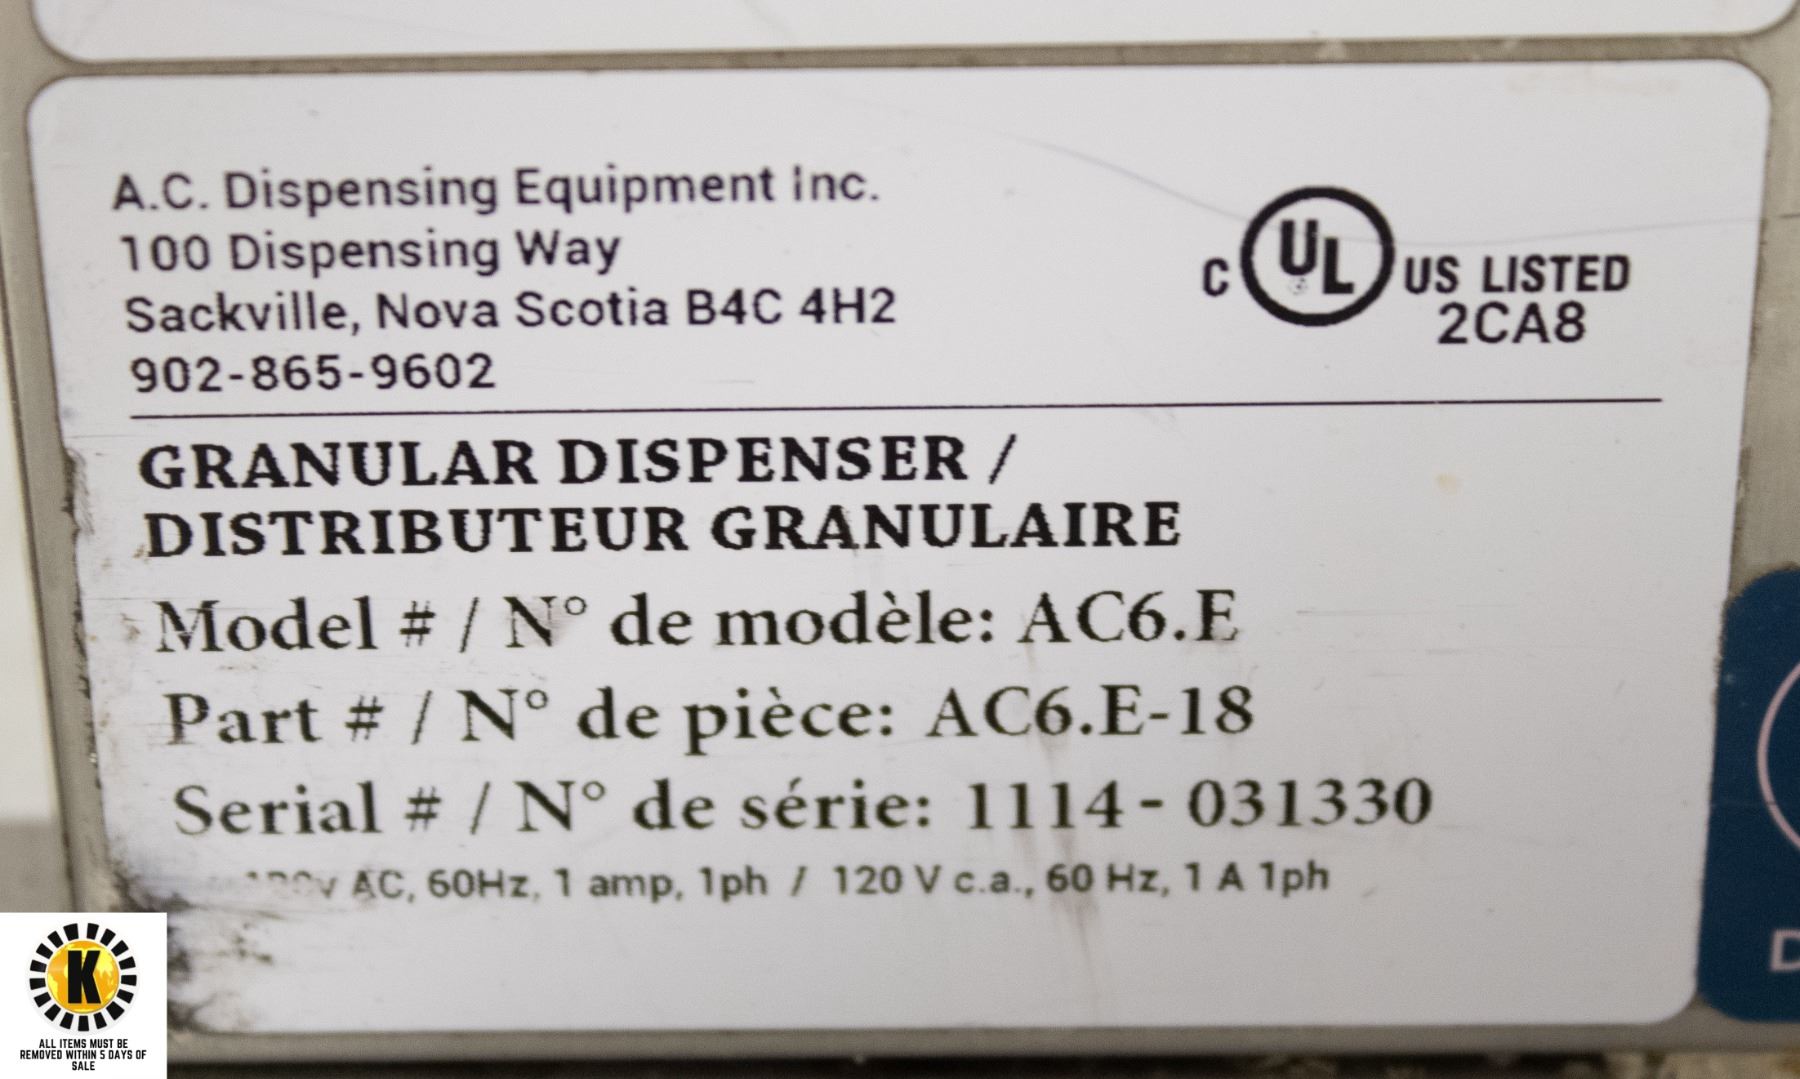 A.C. Dispensing Equipment Inc.
100 Dispensing Way
Sackville, Nova Scotia B4C 4H2
902-865-9602
C UL US LISTED
2CA8
GRANULAR DISPENSER /
DISTRIBUTEUR GRANULAIRE
Model # / N° de modèle: AC6.E
Part # / N° de pièce: AC6.E-18
Serial # / N° de série: 1114-031330
AC, 60Hz, 1 amp, 1ph / 120 V c.a., 60 Hz, 1 A 1ph
K
ALL ITEMS MUST BE
REMOVED WITHIN 5 DAYS OF
SALE